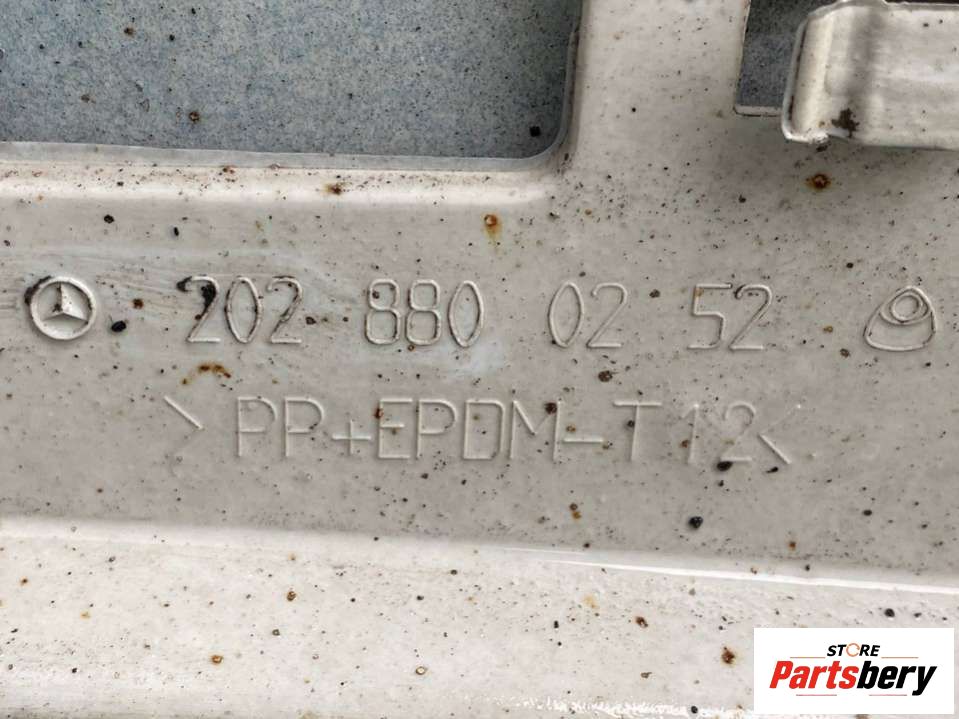 202 880 02 52
>PP+EPDM-T12<
STORE
Partsbery